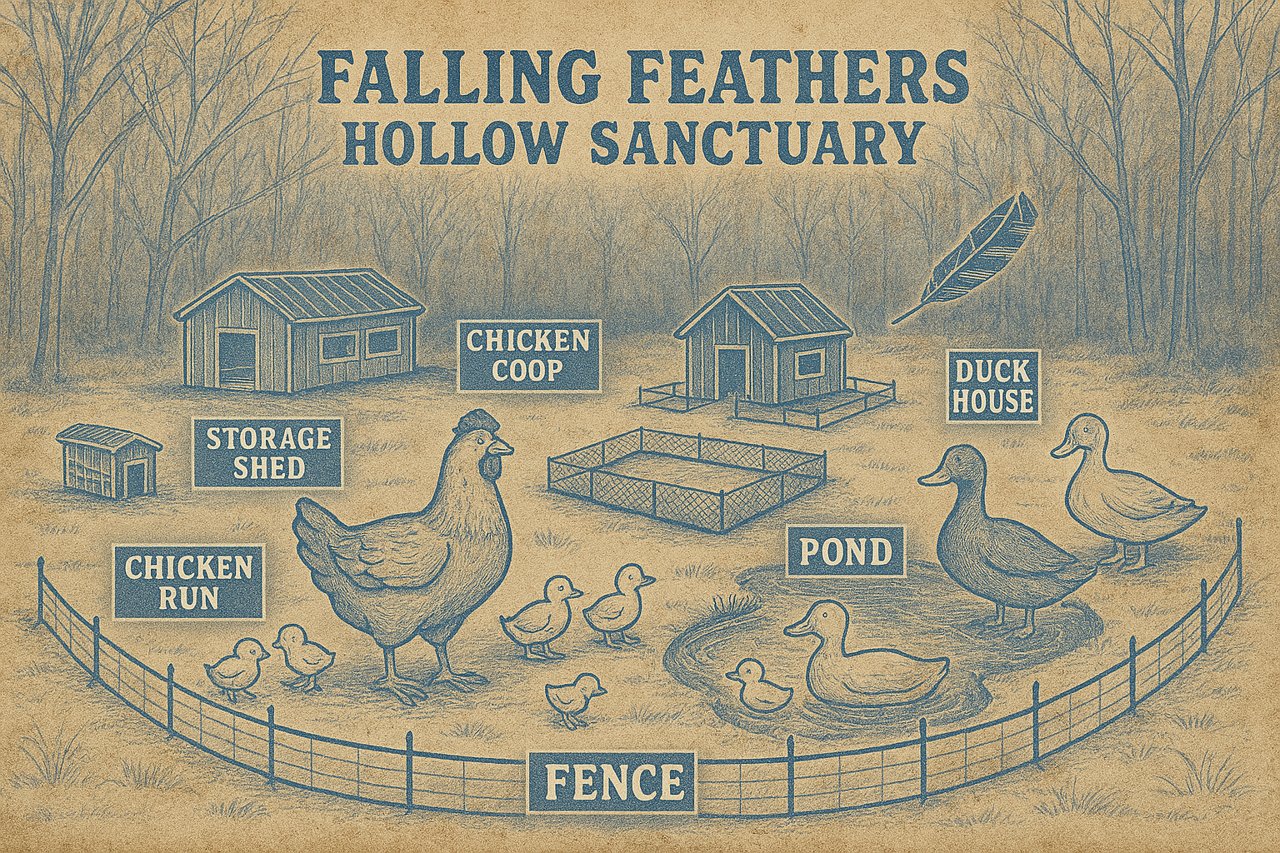 FALLING FEATHERS
HOLLOW SANCTUARY
CHICKEN
COOP
DUCK
HOUSE
STORAGE
SHED
POND
CHICKEN
RUN
FENCE